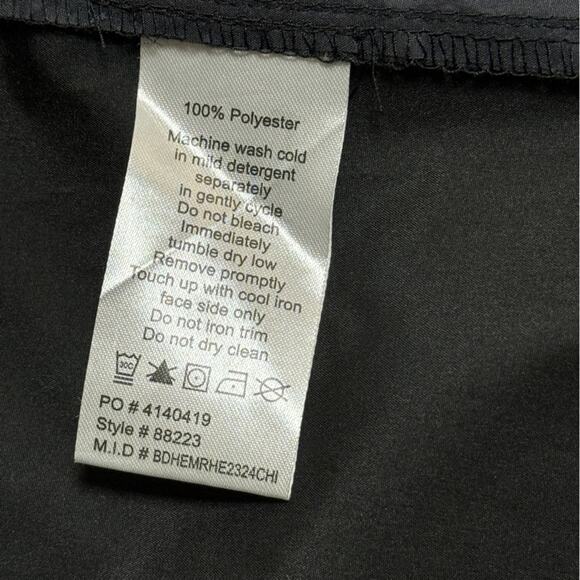 100% Polyester
Machine wash cold
in mild detergent
separately
in gently cycle
Do not bleach
Immediately
tumble dry low
Remove promptly
Touch up with cool iron
face side only
Do not iron trim
Do not dry clean
30C
PO # 4140419
Style # 88223
M.I.D # BDHEMRHE2324CHI